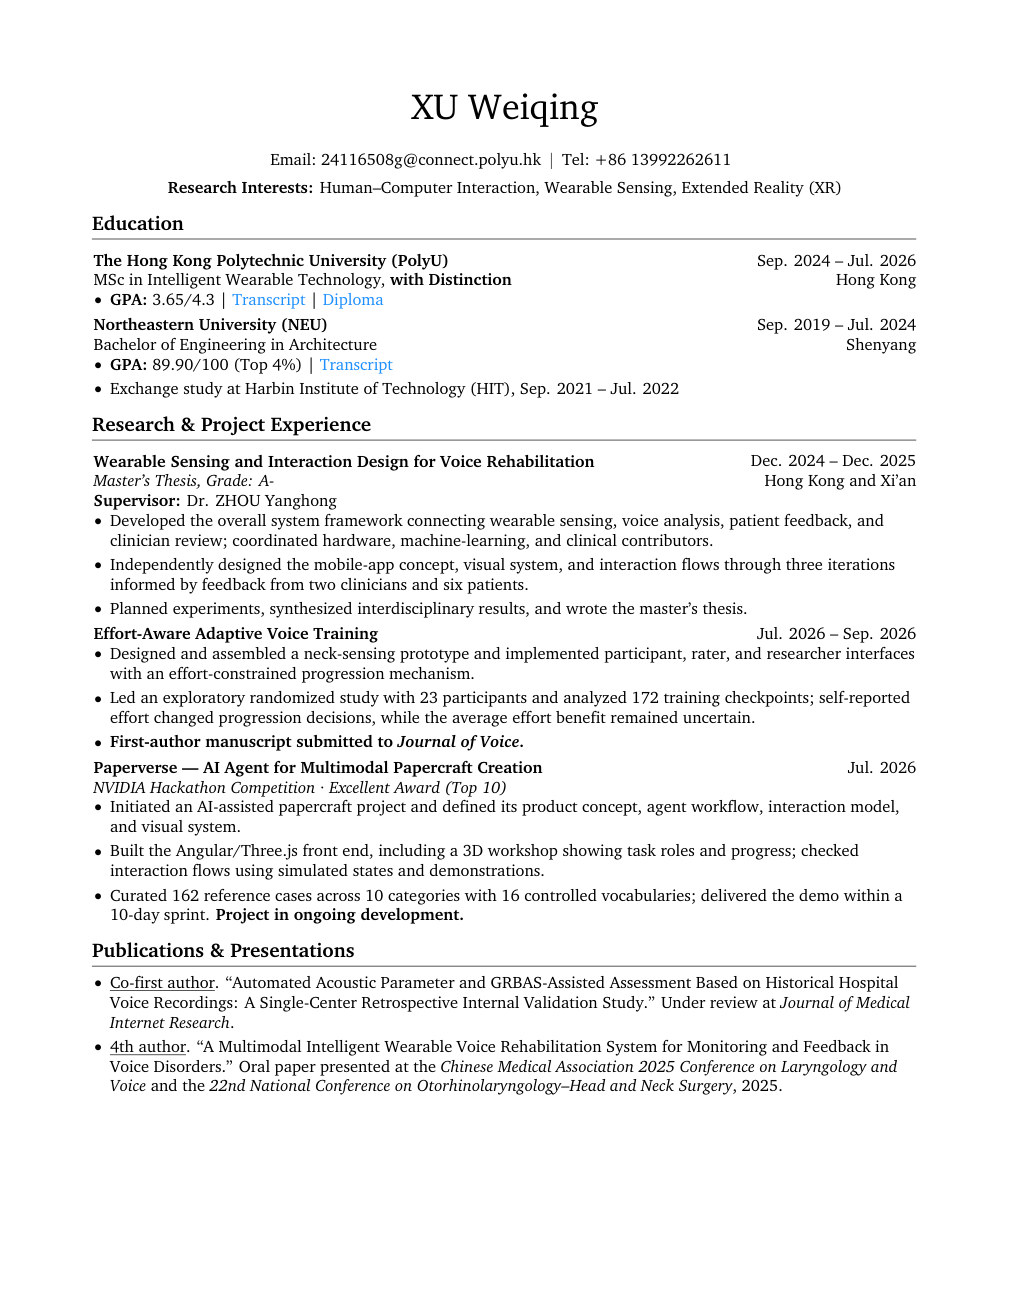 XU Weiqing
Email: 24116508g@connect.polyu.hk | Tel: +86 13992262611
Research Interests: Human–Computer Interaction, Wearable Sensing, Extended Reality (XR)
Education
The Hong Kong Polytechnic University (PolyU) Sep. 2024 – Jul. 2026
MSc in Intelligent Wearable Technology, with Distinction Hong Kong
• GPA: 3.65/4.3 | Transcript | Diploma
Northeastern University (NEU) Sep. 2019 – Jul. 2024
Bachelor of Engineering in Architecture Shenyang
• GPA: 89.90/100 (Top 4%) | Transcript
• Exchange study at Harbin Institute of Technology (HIT), Sep. 2021 – Jul. 2022
Research & Project Experience
Wearable Sensing and Interaction Design for Voice Rehabilitation Dec. 2024 – Dec. 2025
Master's Thesis, Grade: A- Hong Kong and Xi'an
Supervisor: Dr. ZHOU Yanghong
• Developed the overall system framework connecting wearable sensing, voice analysis, patient feedback, and
clinician review; coordinated hardware, machine-learning, and clinical contributors.
• Independently designed the mobile-app concept, visual system, and interaction flows through three iterations
informed by feedback from two clinicians and six patients.
• Planned experiments, synthesized interdisciplinary results, and wrote the master's thesis.
Effort-Aware Adaptive Voice Training Jul. 2026 – Sep. 2026
• Designed and assembled a neck-sensing prototype and implemented participant, rater, and researcher interfaces
with an effort-constrained progression mechanism.
• Led an exploratory randomized study with 23 participants and analyzed 172 training checkpoints; self-reported
effort changed progression decisions, while the average effort benefit remained uncertain.
• First-author manuscript submitted to Journal of Voice.
Paperverse — AI Agent for Multimodal Papercraft Creation Jul. 2026
NVIDIA Hackathon Competition · Excellent Award (Top 10)
• Initiated an AI-assisted papercraft project and defined its product concept, agent workflow, interaction model,
and visual system.
• Built the Angular/Three.js front end, including a 3D workshop showing task roles and progress; checked
interaction flows using simulated states and demonstrations.
• Curated 162 reference cases across 10 categories with 16 controlled vocabularies; delivered the demo within a
10-day sprint. Project in ongoing development.
Publications & Presentations
• Co-first author. “Automated Acoustic Parameter and GRBAS-Assisted Assessment Based on Historical Hospital
Voice Recordings: A Single-Center Retrospective Internal Validation Study.” Under review at Journal of Medical
Internet Research.
• 4th author. “A Multimodal Intelligent Wearable Voice Rehabilitation System for Monitoring and Feedback in
Voice Disorders.” Oral paper presented at the Chinese Medical Association 2025 Conference on Laryngology and
Voice and the 22nd National Conference on Otorhinolaryngology–Head and Neck Surgery, 2025.